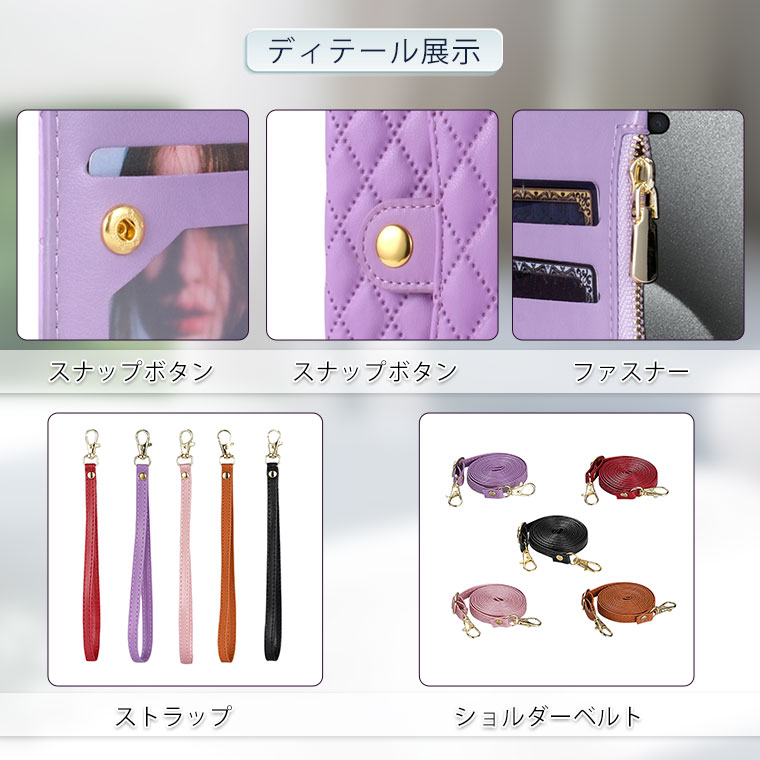 ディテール展示
スナップボタン
スナップボタン
ファスナー
ストラップ
ショルダーベルト